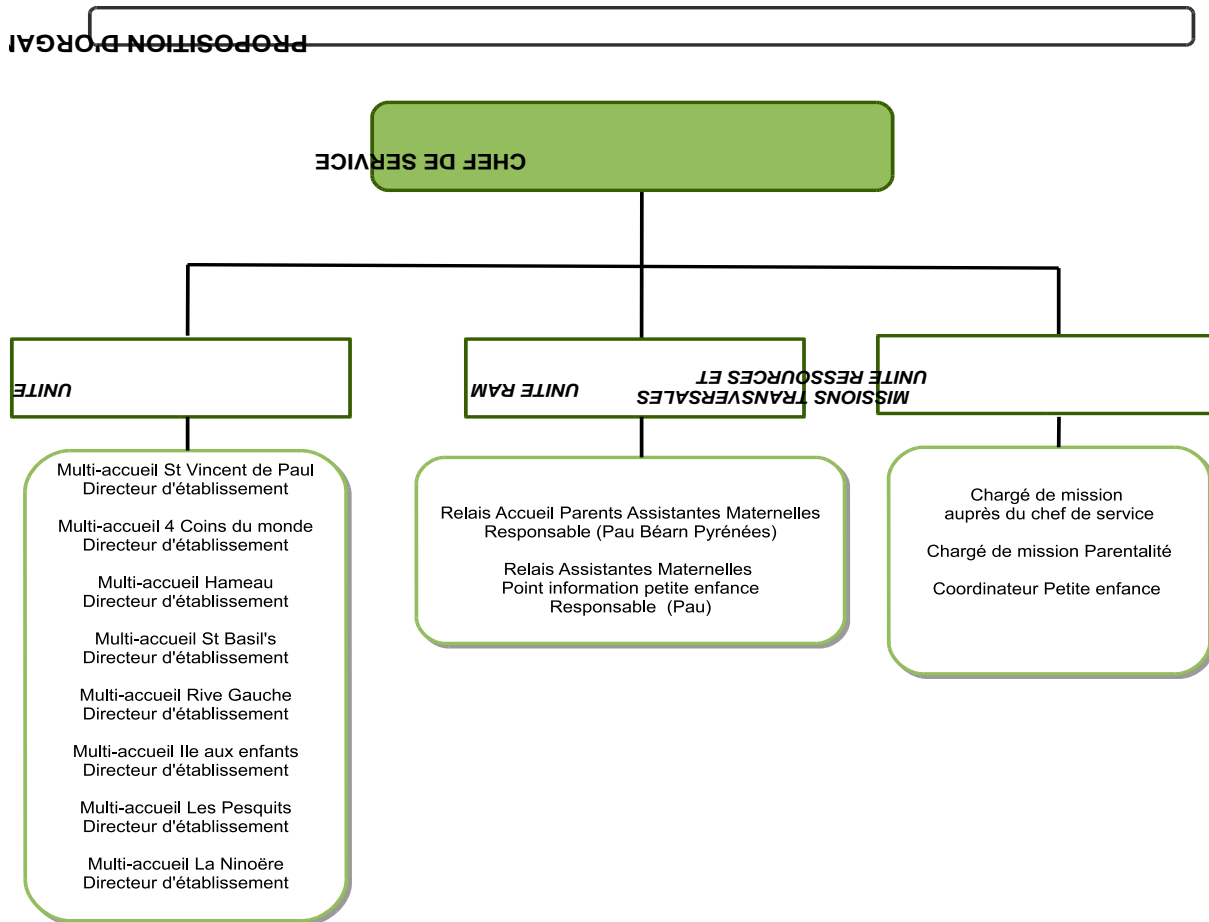 PROPOSITION D'ORGAN
CHEF DE SERVICE
UNITE
UNITE RAM
UNITE RESSOURCES ET
MISSIONS TRANSVERSALES
Multi-accueil St Vincent de Paul
Directeur d'établissement
Multi-accueil 4 Coins du monde
Directeur d'établissement
Multi-accueil Hameau
Directeur d'établissement
Multi-accueil St Basil's
Directeur d'établissement
Multi-accueil Rive Gauche
Directeur d'établissement
Multi-accueil Ile aux enfants
Directeur d'établissement
Multi-accueil Les Pesquits
Directeur d'établissement
Multi-accueil La Ninoëre
Directeur d'établissement
Relais Accueil Parents Assistantes Maternelles
Responsable (Pau Béarn Pyrénées)
Relais Assistantes Maternelles
Point information petite enfance
Responsable (Pau)
Chargé de mission
auprès du chef de service
Chargé de mission Parentalité
Coordinateur Petite enfance